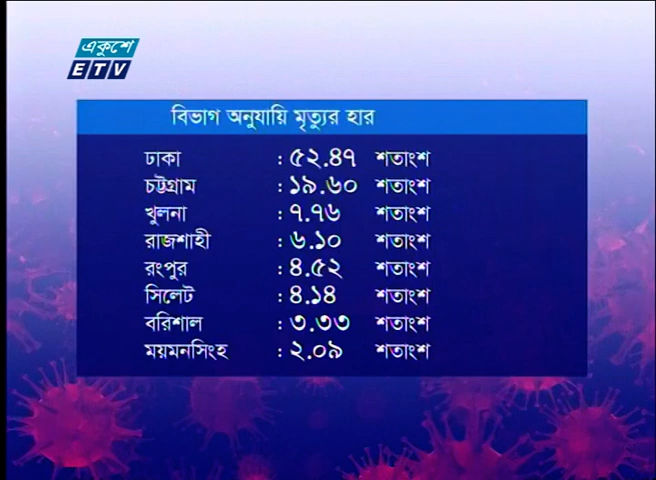 একুশে
ETV
বিভাগ অনুযায়ি মৃত্যুর হার
ঢাকা : ৫২.৪৭ শতাংশ
চট্টগ্রাম : ১৯.৬০ শতাংশ
খুলনা : ৭.৭৬ শতাংশ
রাজশাহী : ৬.১০ শতাংশ
রংপুর : ৪.৫২ শতাংশ
সিলেট : ৪.১৪ শতাংশ
বরিশাল : ৩.৩৩ শতাংশ
ময়মনসিংহ : ২.০৯ শতাংশ